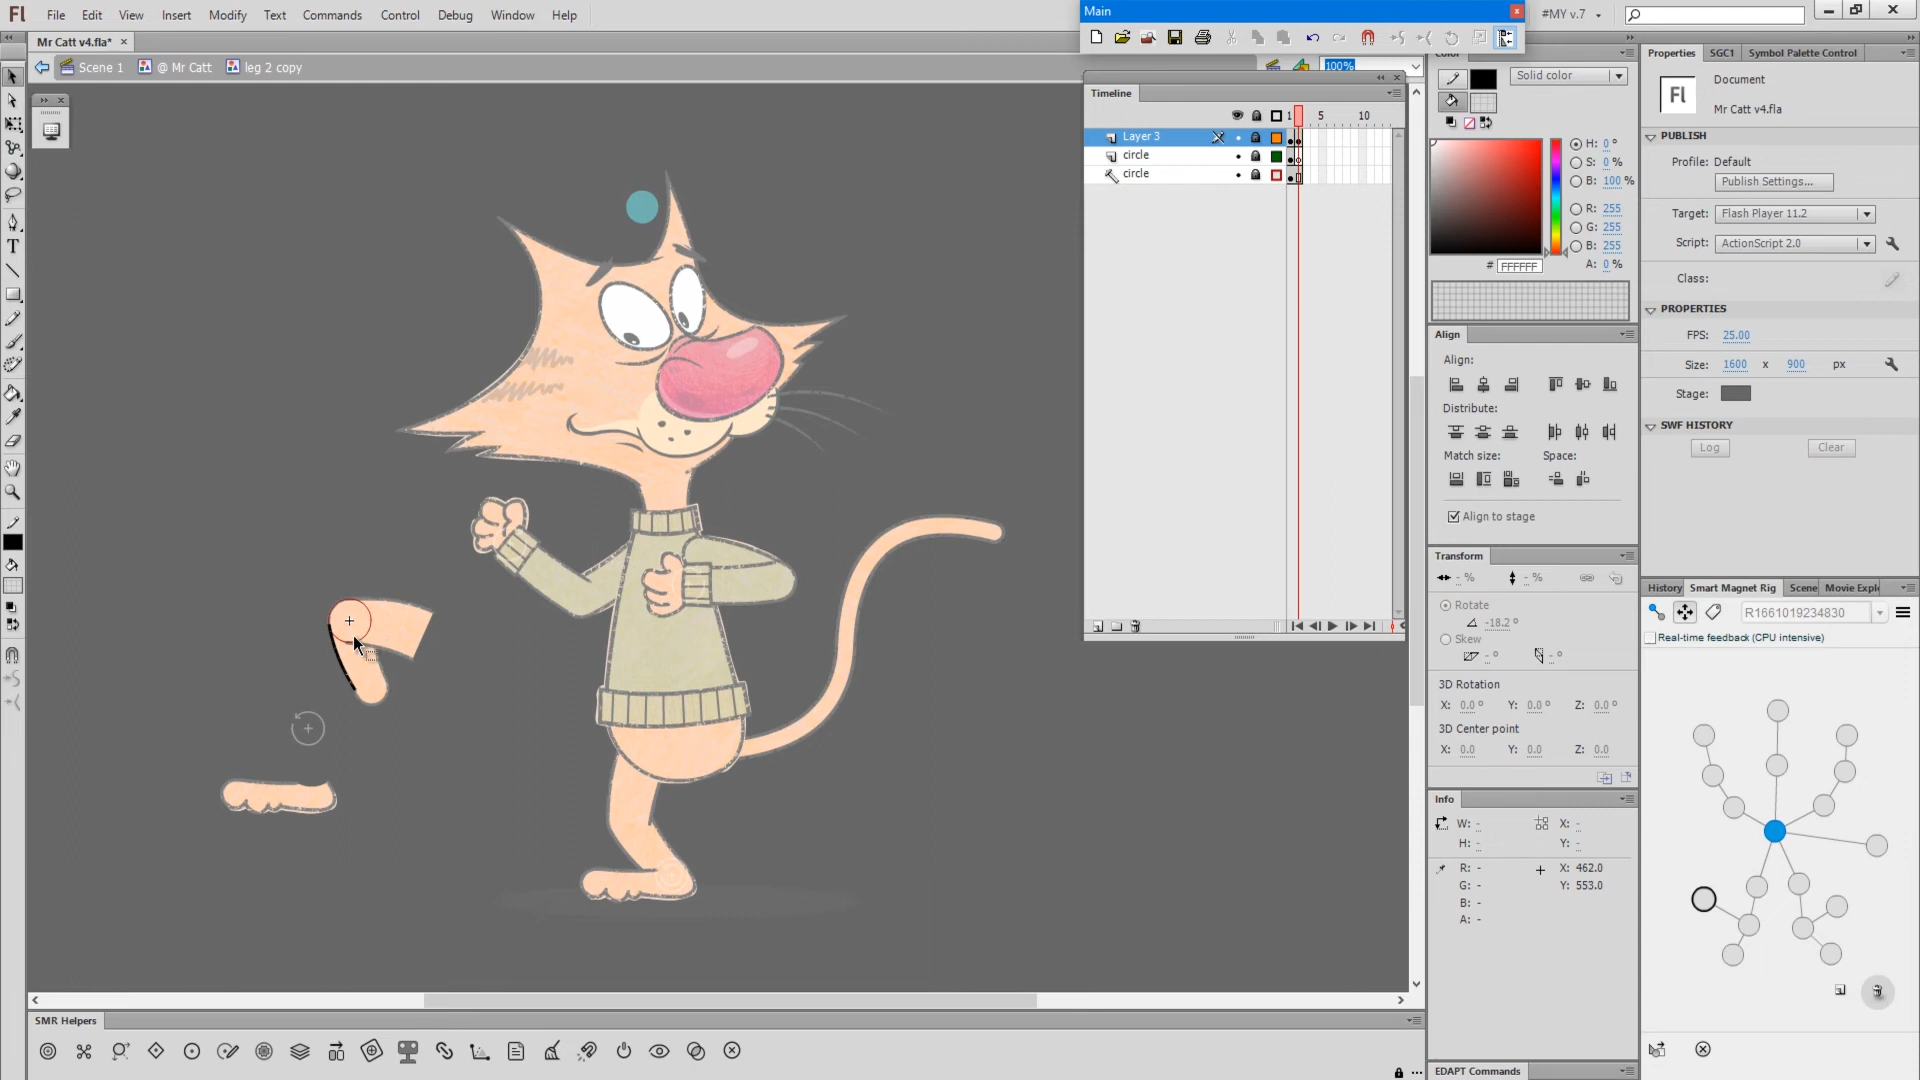 Fl File Edit View Insert Modify Text Commands Control Debug Window Help
Main
#MY v.7
Mr Catt v4.fla*
Scene 1 @ Mr Catt leg 2 copy
100%
Timeline
1 5 10
Layer 3
circle
circle
Color
Solid color
H: 0 °
S: 0 %
B: 100 %
R: 255
G: 255
B: 255
# FFFFFF A: 0 %
Align
Align:
Distribute:
Match size: Space:
Align to stage
Transform
- % - %
Rotate
-18.2 °
Skew
- ° - °
3D Rotation
X: 0.0 ° Y: 0.0 ° Z: 0.0 °
3D Center point
X: 0.0 Y: 0.0 Z: 0.0
Info
W: - X: -
H: - Y: -
R: - X: 462.0
G: - Y: 553.0
B: -
A: -
EDAPT Commands
Properties SGC1 Symbol Palette Control
Fl Document
Mr Catt v4.fla
PUBLISH
Profile: Default
Publish Settings...
Target: Flash Player 11.2
Script: ActionScript 2.0
Class:
PROPERTIES
FPS: 25.00
Size: 1600 x 900 px
Stage:
SWF HISTORY
Log Clear
History Smart Magnet Rig Scene Movie Expl
R1661019234830
Real-time feedback (CPU intensive)
SMR Helpers